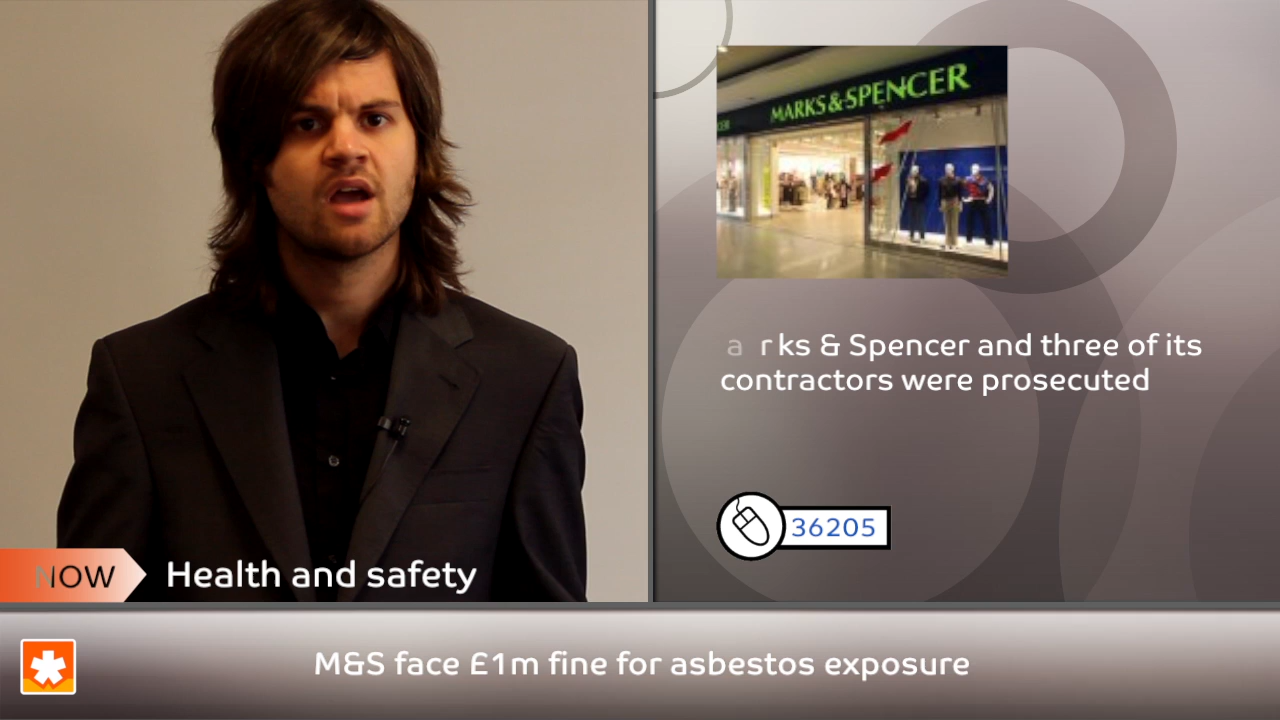 MARKS & SPENCER
arks & Spencer and three of its
contractors were prosecuted
36205
NOW
Health and safety
M&S face £1m fine for asbestos exposure